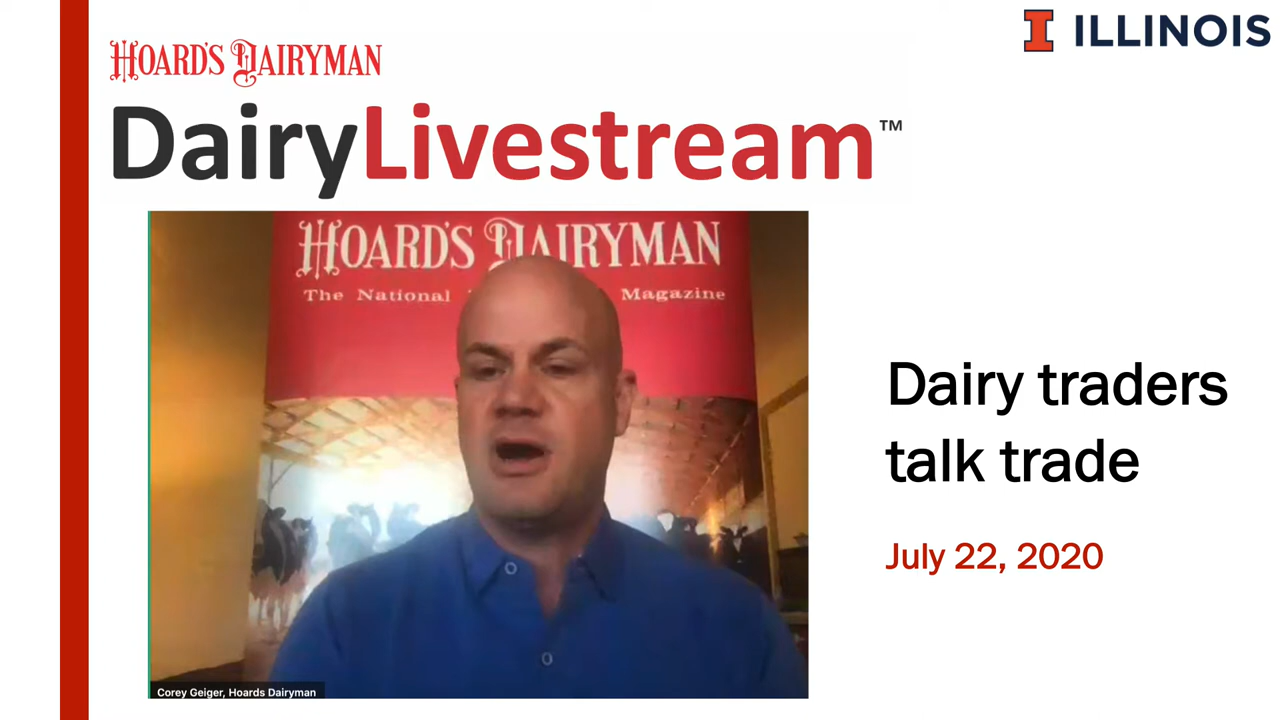 HOARD'S DAIRYMAN
I ILLINOIS
DairyLivestream™
HOARD'S DAIRYMAN
The National Magazine
Dairy traders
talk trade
July 22, 2020
Corey Geiger, Hoards Dairyman